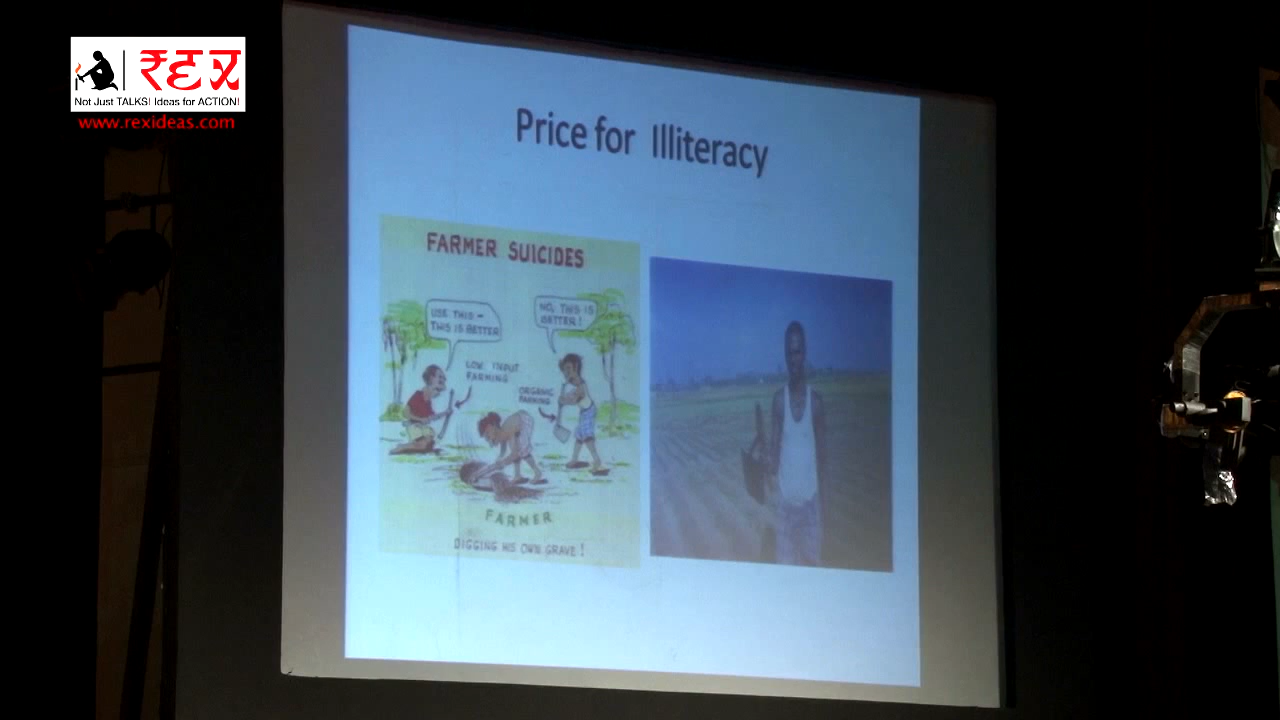 REX
Not Just TALKS! Ideas for ACTION!
www.rexideas.com
Price for Illiteracy
FARMER SUICIDES
USE THIS –
THIS IS BETTER
NO, THIS IS
BETTER!
LOW INPUT
FARMING
ORGANIC
FARMING
FARMER
DIGGING HIS OWN GRAVE!